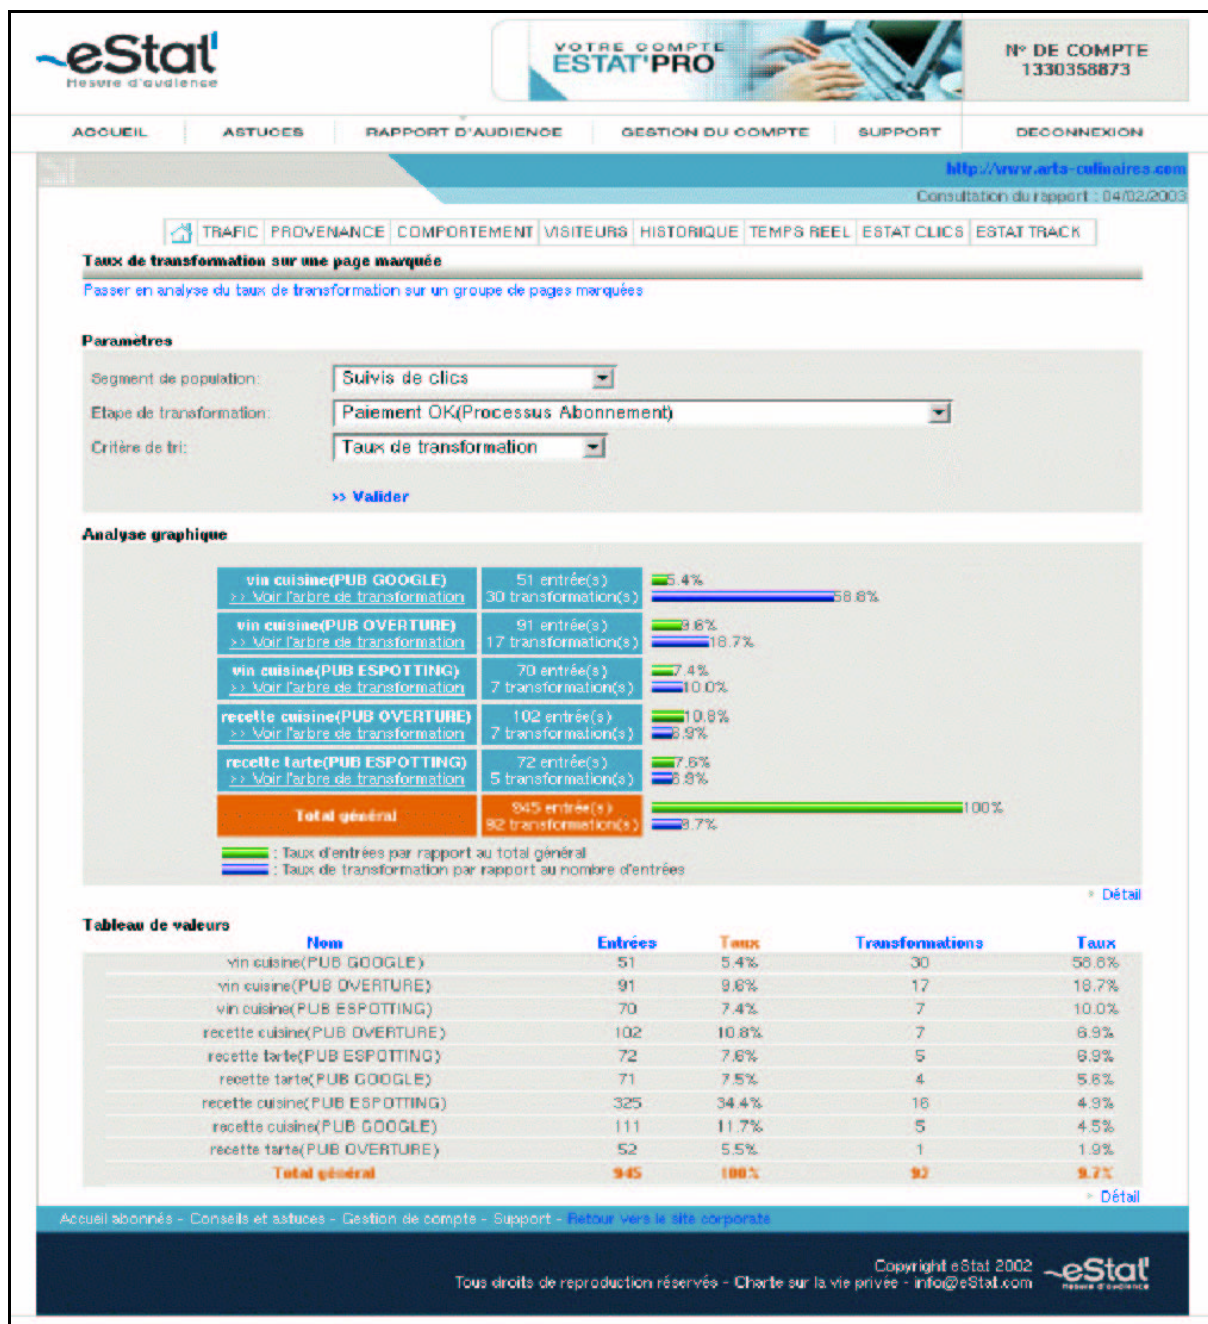 eStat'
Mesure d'audience
VOTRE COMPTE
ESTAT'PRO
N° DE COMPTE
1330358873
ACCUEIL ASTUCES RAPPORT D'AUDIENCE GESTION DU COMPTE SUPPORT DECONNEXION
http://www.arts-culinaires.com
Consultation du rapport : 04/02/2003
TRAFIC PROVENANCE COMPORTEMENT VISITEURS HISTORIQUE TEMPS REEL ESTAT CLICS ESTAT TRACK
Taux de transformation sur une page marquée
Passer en analyse du taux de transformation sur un groupe de pages marquées
Paramètres
Segment de population: Suivis de clics
Etape de transformation: Paiement OK(Processus Abonnement)
Critère de tri: Taux de transformation
>> Valider
Analyse graphique
vin cuisine(PUB GOOGLE) 51 entrée(s) 5.4%
>> Voir l'arbre de transformation 30 transformation(s) 58.8%
vin cuisine(PUB OVERTURE) 91 entrée(s) 9.6%
>> Voir l'arbre de transformation 17 transformation(s) 18.7%
vin cuisine(PUB ESPOTTING) 70 entrée(s) 7.4%
>> Voir l'arbre de transformation 7 transformation(s) 10.0%
recette cuisine(PUB OVERTURE) 102 entrée(s) 10.8%
>> Voir l'arbre de transformation 7 transformation(s) 6.9%
recette tarte(PUB ESPOTTING) 72 entrée(s) 7.6%
>> Voir l'arbre de transformation 5 transformation(s) 6.9%
Total général 945 entrée(s) 100%
92 transformation(s) 9.7%
: Taux d'entrées par rapport au total général
: Taux de transformation par rapport au nombre d'entrées
Détail
Tableau de valeurs
Nom Entrées Taux Transformations Taux
vin cuisine(PUB GOOGLE) 51 5.4% 30 58.8%
vin cuisine(PUB OVERTURE) 91 9.6% 17 18.7%
vin cuisine(PUB ESPOTTING) 70 7.4% 7 10.0%
recette cuisine(PUB OVERTURE) 102 10.8% 7 6.9%
recette tarte(PUB ESPOTTING) 72 7.6% 5 6.9%
recette tarte(PUB GOOGLE) 71 7.5% 4 5.6%
recette cuisine(PUB ESPOTTING) 325 34.4% 16 4.9%
recette cuisine(PUB GOOGLE) 111 11.7% 5 4.5%
recette tarte(PUB OVERTURE) 52 5.5% 1 1.9%
Total général 945 100% 92 9.7%
Détail
Accueil abonnés - Conseils et astuces - Gestion de compte - Support - Retour vers le site corporate
Copyright eStat 2002
Tous droits de reproduction réservés - Charte sur la vie privée - info@eStat.com
eStat'
Mesure d'audience